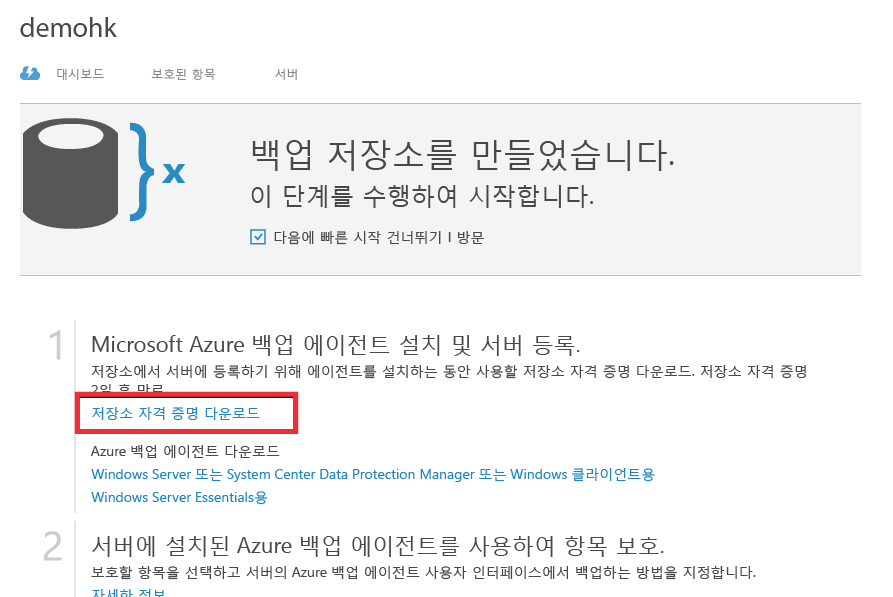 demohk
대시보드 보호된 항목 서버
x
백업 저장소를 만들었습니다.
이 단계를 수행하여 시작합니다.
다음에 빠른 시작 건너뛰기 I 방문
1
Microsoft Azure 백업 에이전트 설치 및 서버 등록.
저장소에서 서버에 등록하기 위해 에이전트를 설치하는 동안 사용할 저장소 자격 증명 다운로드. 저장소 자격 증명
2일 후 만료
저장소 자격 증명 다운로드
Azure 백업 에이전트 다운로드
Windows Server 또는 System Center Data Protection Manager 또는 Windows 클라이언트용
Windows Server Essentials용
2
서버에 설치된 Azure 백업 에이전트를 사용하여 항목 보호.
보호할 항목을 선택하고 서버의 Azure 백업 에이전트 사용자 인터페이스에서 백업하는 방법을 지정합니다.
자세한 정보